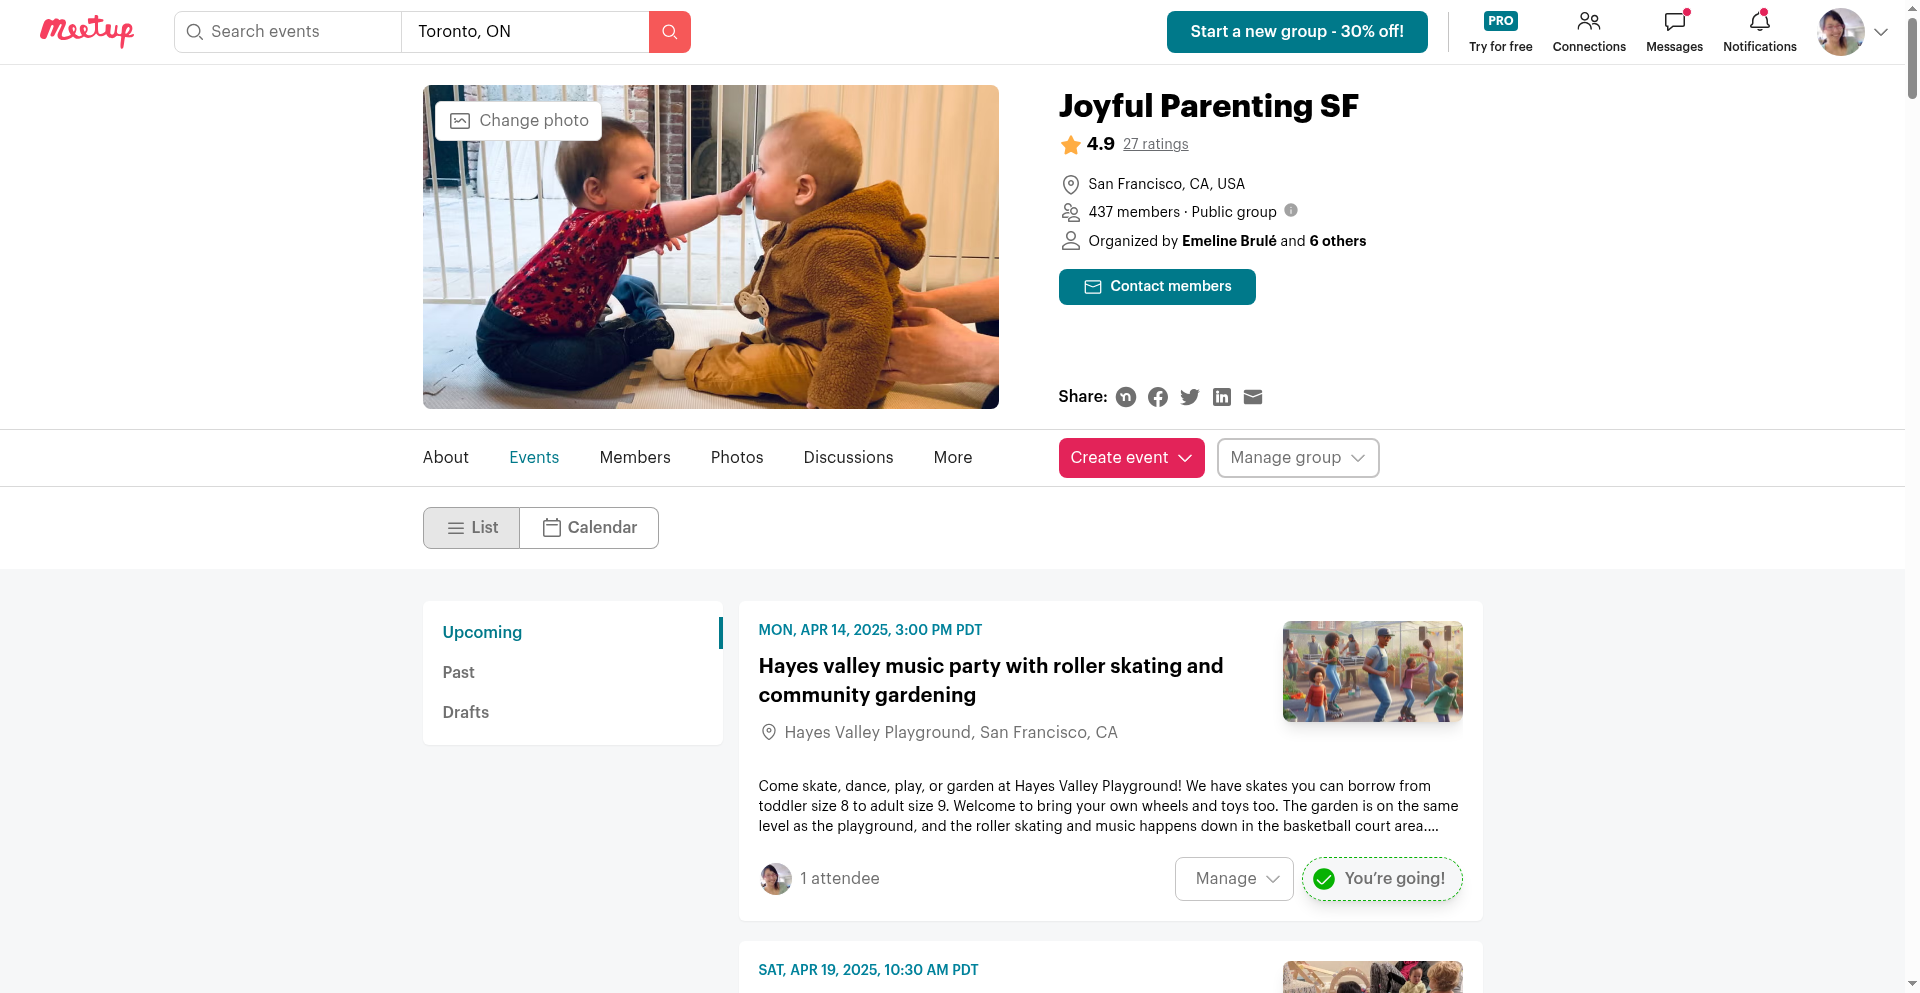 meetup
Search events
Toronto, ON
Start a new group - 30% off!
PRO
Try for free
Connections
Messages
Notifications
Change photo
Joyful Parenting SF
4.9 27 ratings
San Francisco, CA, USA
437 members · Public group
Organized by Emeline Brulé and 6 others
Contact members
Share:
About
Events
Members
Photos
Discussions
More
Create event
Manage group
List
Calendar
Upcoming
Past
Drafts
MON, APR 14, 2025, 3:00 PM PDT
Hayes valley music party with roller skating and
community gardening
Hayes Valley Playground, San Francisco, CA
Come skate, dance, play, or garden at Hayes Valley Playground! We have skates you can borrow from
toddler size 8 to adult size 9. Welcome to bring your own wheels and toys too. The garden is on the same
level as the playground, and the roller skating and music happens down in the basketball court area....
1 attendee
Manage
You're going!
SAT, APR 19, 2025, 10:30 AM PDT